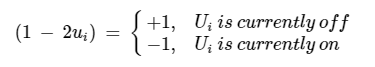 (1 − 2uᵢ) = { +1, Uᵢ is currently off
−1, Uᵢ is currently on